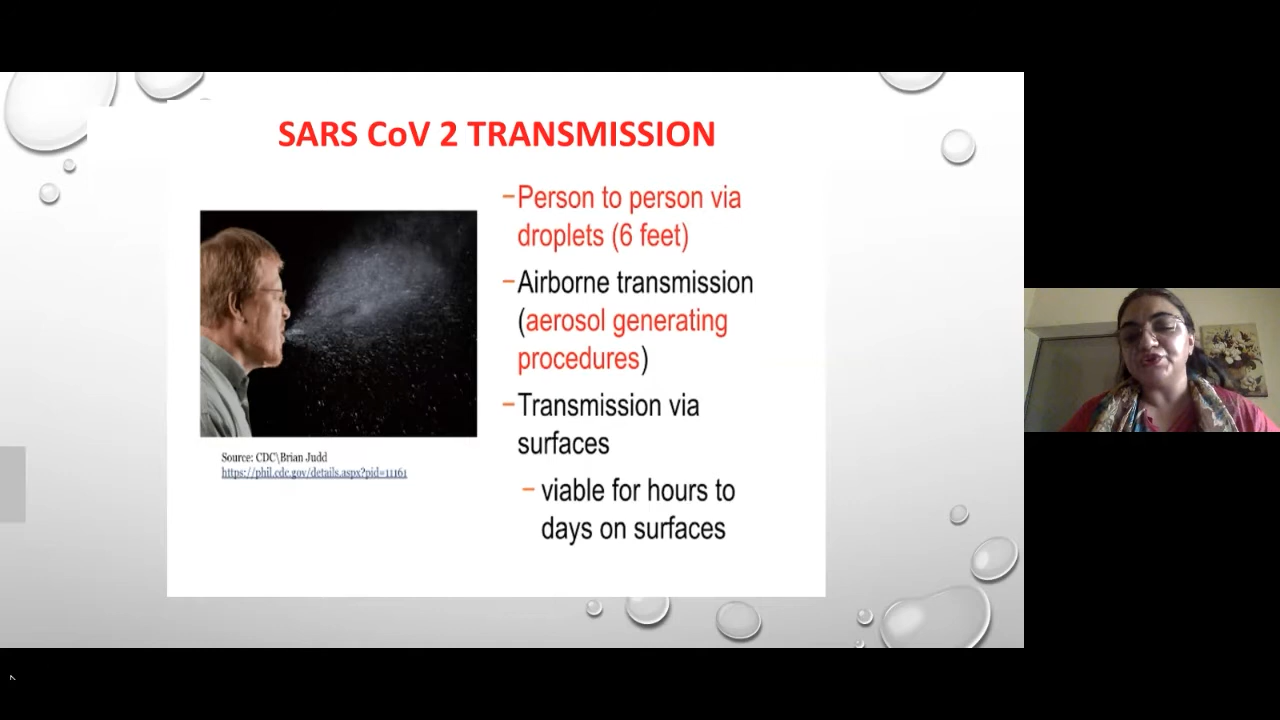 SARS CoV 2 TRANSMISSION
–Person to person via
droplets (6 feet)
–Airborne transmission
(aerosol generating
procedures)
–Transmission via
surfaces
– viable for hours to
days on surfaces
Source: CDC\Brian Judd
https://phil.cdc.gov/details.aspx?pid=11161